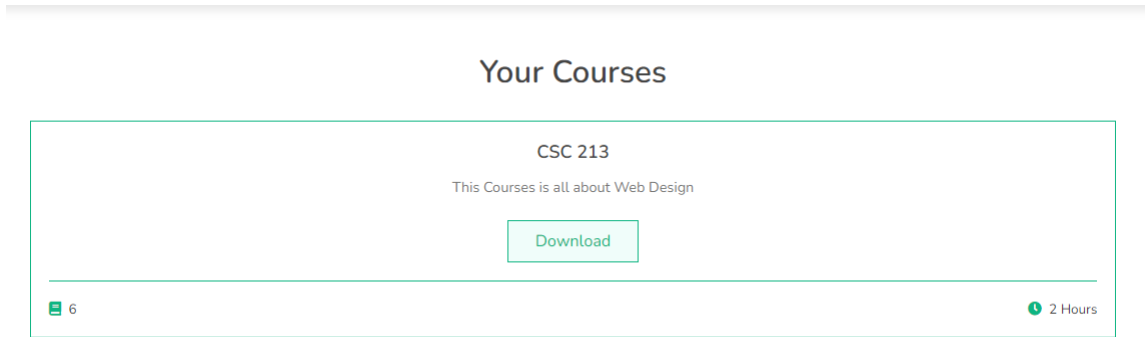 Your Courses
CSC 213
This Courses is all about Web Design
Download
6
2 Hours